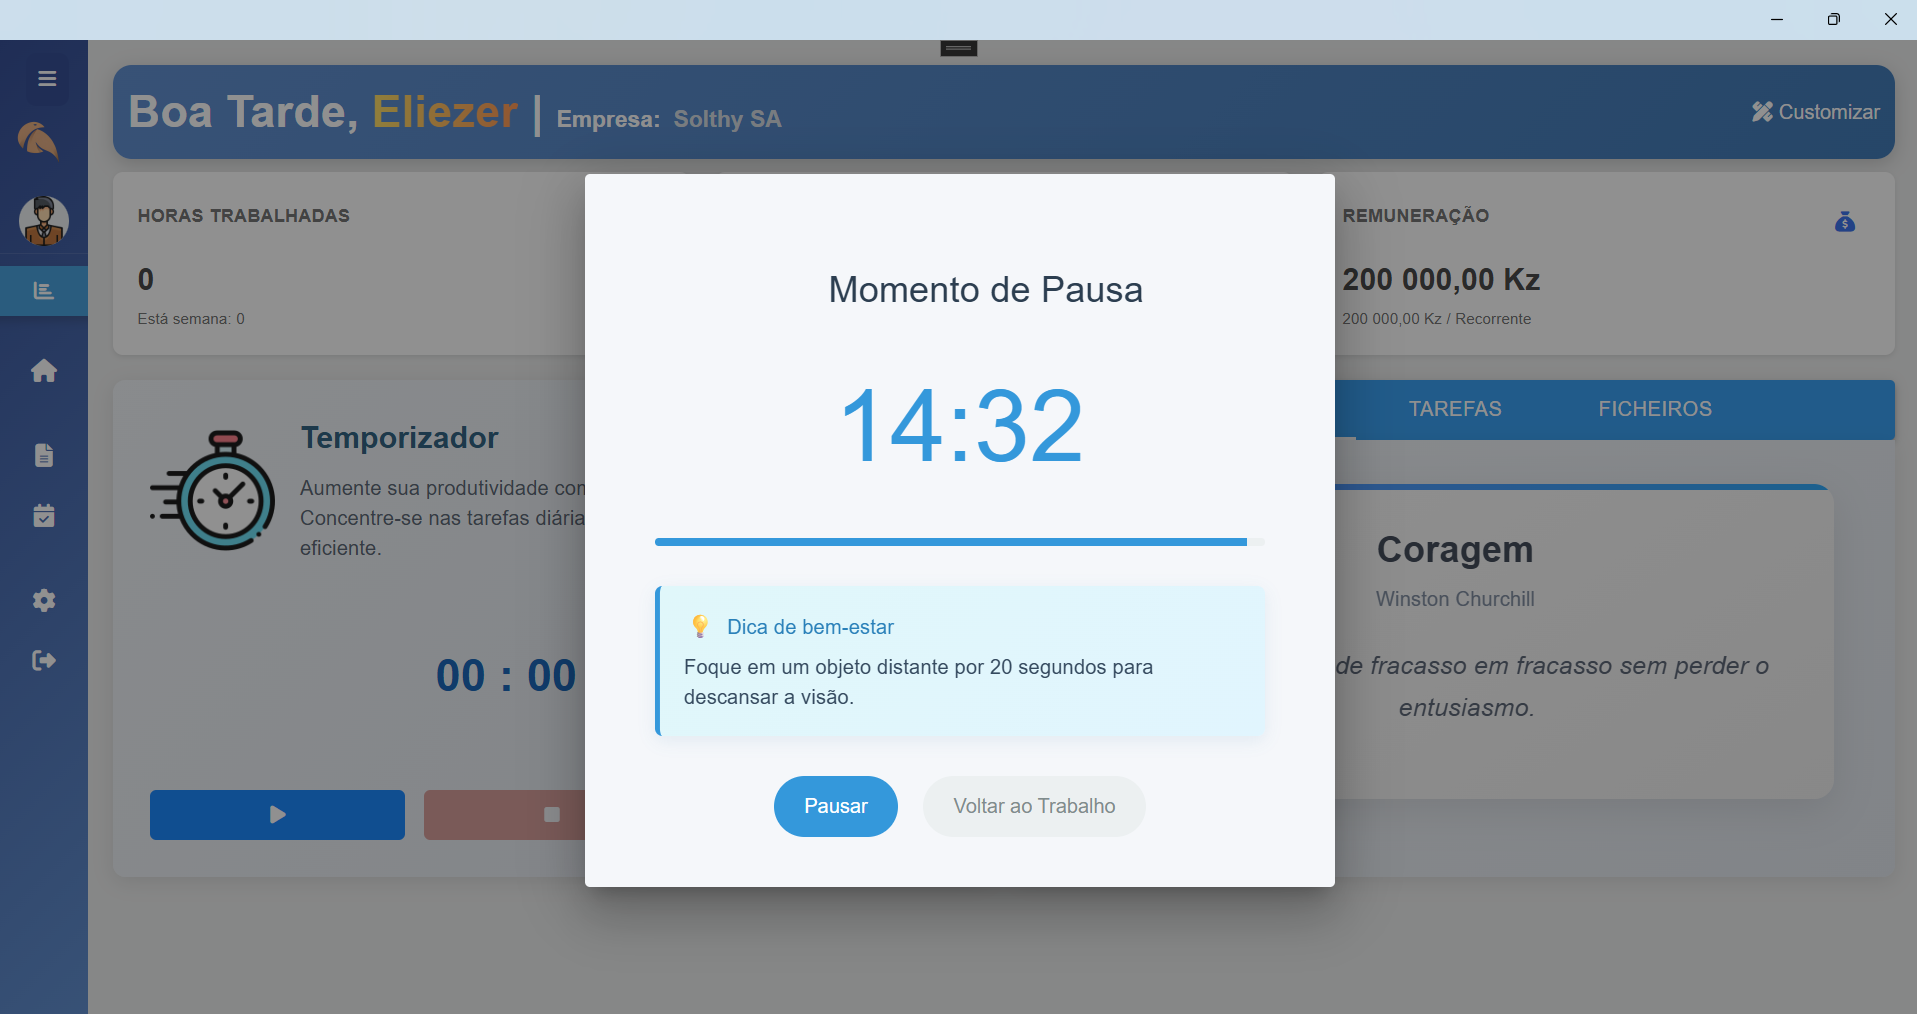 Boa Tarde, Eliezer | Empresa: Solthy SA
Customizar
HORAS TRABALHADAS
0
Está semana: 0
REMUNERAÇÃO
200 000,00 Kz
200 000,00 Kz / Recorrente
Temporizador
Aumente sua produtividade
Concentre-se nas tarefas
eficiente.
00 : 00
Momento de Pausa
14:32
Dica de bem-estar
Foque em um objeto distante por 20 segundos para
descansar a visão.
Pausar
Voltar ao Trabalho
TAREFAS
FICHEIROS
Coragem
Winston Churchill
de fracasso em fracasso sem perder o
entusiasmo.